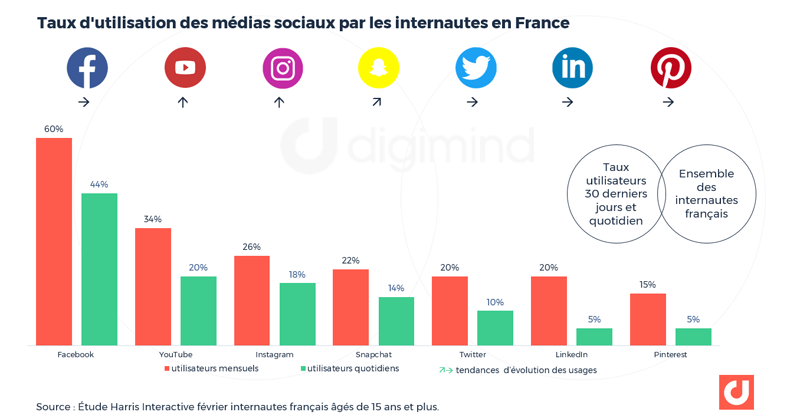 Taux d'utilisation des médias sociaux par les internautes en France
digimind
60%
44%
34%
20%
26%
18%
22%
14%
20%
10%
20%
5%
15%
5%
Taux
utilisateurs
30 derniers
jours et
quotidien
Ensemble
des
internautes
français
Facebook
YouTube
Instagram
Snapchat
Twitter
LinkedIn
Pinterest
utilisateurs mensuels
utilisateurs quotidiens
tendances d'évolution des usages
Source : Étude Harris Interactive février internautes français âgés de 15 ans et plus.